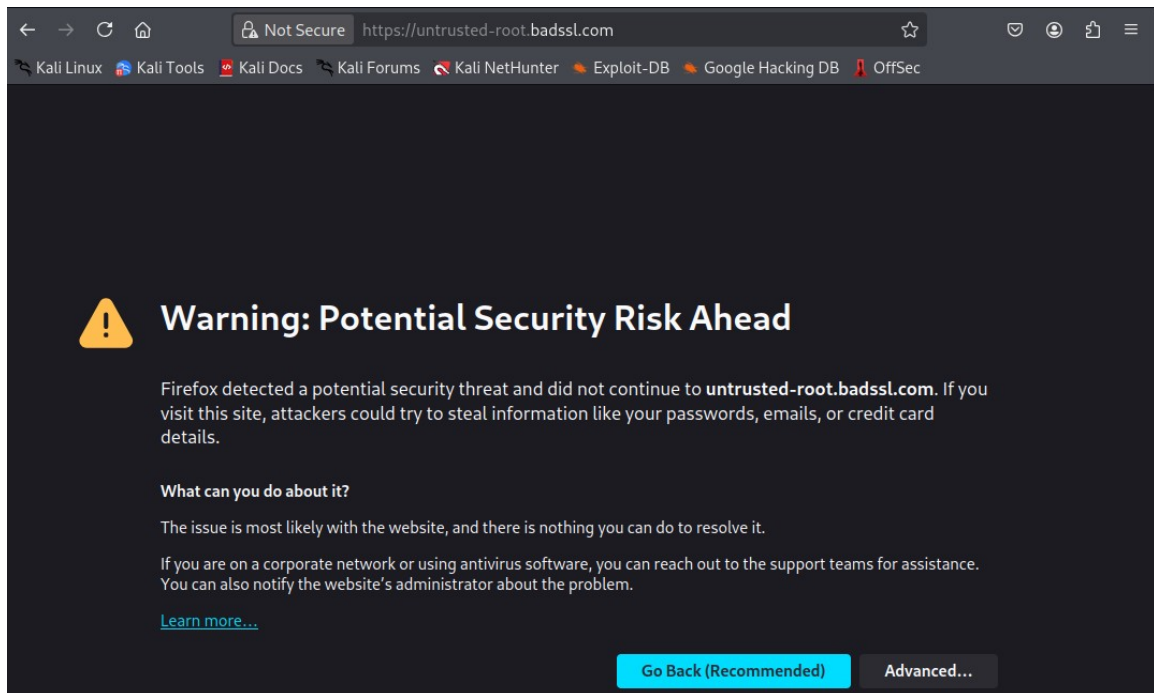 Not Secure https://untrusted-root.badssl.com
Kali Linux Kali Tools Kali Docs Kali Forums Kali NetHunter Exploit-DB Google Hacking DB OffSec
Warning: Potential Security Risk Ahead
Firefox detected a potential security threat and did not continue to untrusted-root.badssl.com. If you
visit this site, attackers could try to steal information like your passwords, emails, or credit card
details.
What can you do about it?
The issue is most likely with the website, and there is nothing you can do to resolve it.
If you are on a corporate network or using antivirus software, you can reach out to the support teams for assistance.
You can also notify the website’s administrator about the problem.
Learn more…
Go Back (Recommended) Advanced...